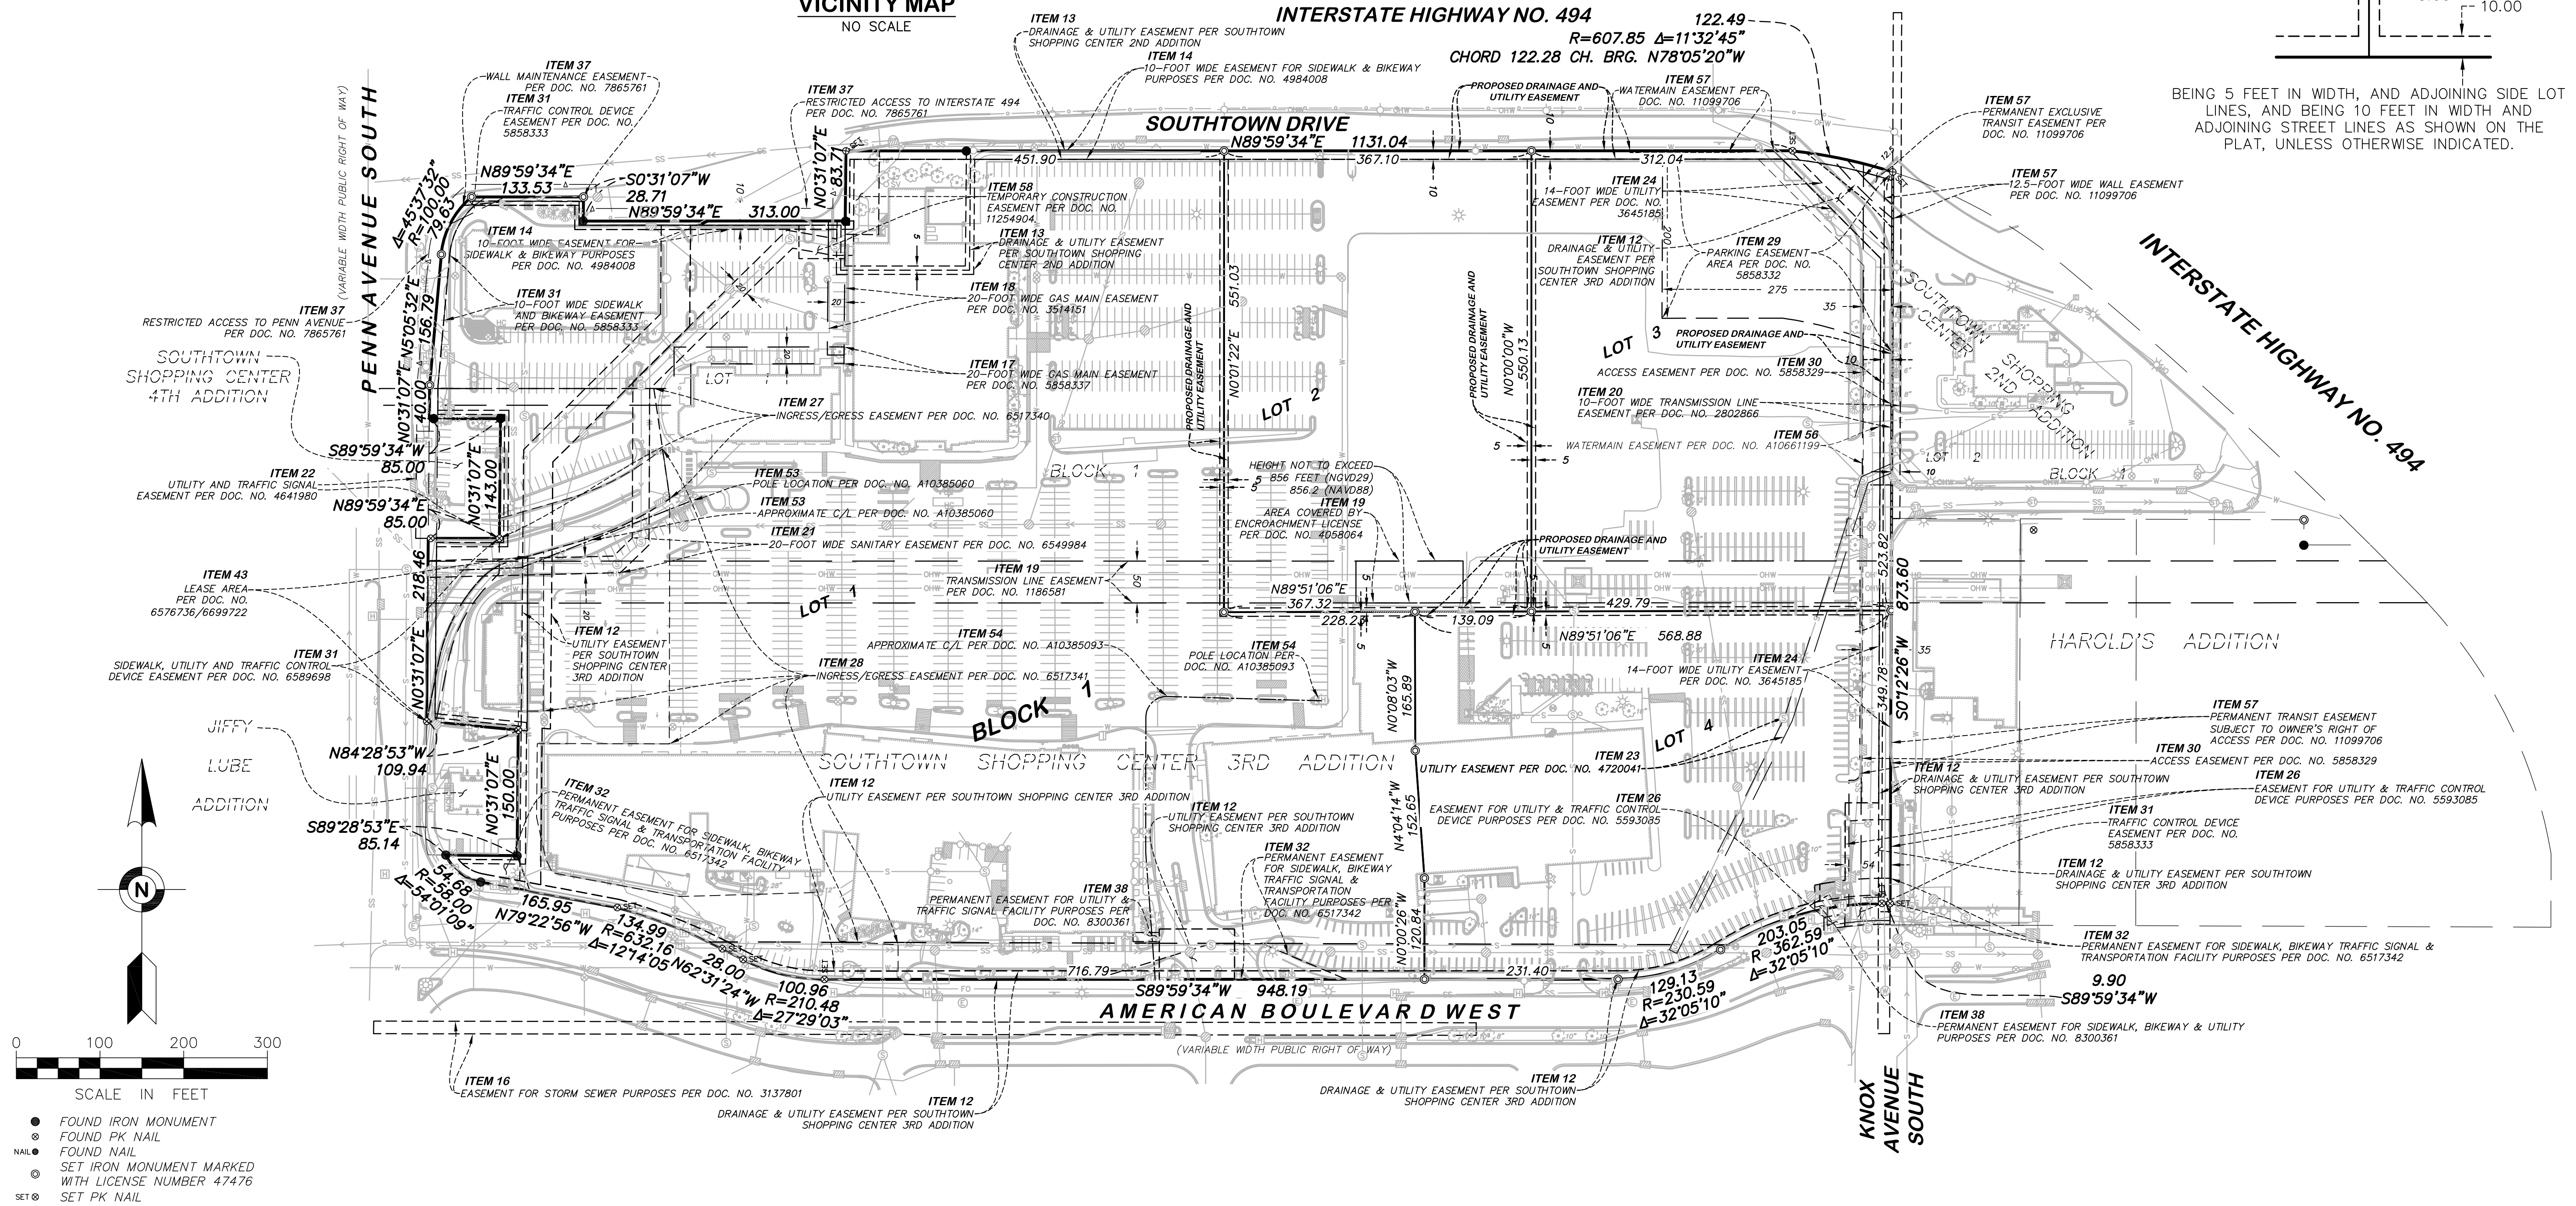 VICINITY MAP
NO SCALE
INTERSTATE HIGHWAY NO. 494
122.49
R=607.85 Δ=11°32'45"
CHORD 122.28 CH. BRG. N78°05'20"W
10.00
BEING 5 FEET IN WIDTH, AND ADJOINING SIDE LOT
LINES, AND BEING 10 FEET IN WIDTH AND
ADJOINING STREET LINES AS SHOWN ON THE
PLAT, UNLESS OTHERWISE INDICATED.
ITEM 13
DRAINAGE & UTILITY EASEMENT PER SOUTHTOWN
SHOPPING CENTER 2ND ADDITION
ITEM 14
10-FOOT WIDE EASEMENT FOR SIDEWALK & BIKEWAY
PURPOSES PER DOC. NO. 4984008
ITEM 37
WALL MAINTENANCE EASEMENT
PER DOC. NO. 7865761
ITEM 31
TRAFFIC CONTROL DEVICE
EASEMENT PER DOC. NO.
5858333
ITEM 37
RESTRICTED ACCESS TO INTERSTATE 494
PER DOC. NO. 7865761
PROPOSED DRAINAGE AND
UTILITY EASEMENT
ITEM 57
WATERMAIN EASEMENT PER
DOC. NO. 11099706
ITEM 57
PERMANENT EXCLUSIVE
TRANSIT EASEMENT PER
DOC. NO. 11099706
ITEM 57
12.5-FOOT WIDE WALL EASEMENT
PER DOC. NO. 11099706
PENN AVENUE SOUTH
(VARIABLE WIDTH PUBLIC RIGHT OF WAY)
SOUTHTOWN DRIVE
N89°59'34"E 1131.04
451.90
367.10
312.04
N0°31'07"E
83.71
N89°59'34"E
133.53
S0°31'07"W
28.71
N89°59'34"E 313.00
Δ=45°37'32"
R=100.00
79.63
N5°05'32"E
156.79
N0°31'07"E
40.00
ITEM 14
10-FOOT WIDE EASEMENT FOR
SIDEWALK & BIKEWAY PURPOSES
PER DOC. NO. 4984008
ITEM 31
10-FOOT WIDE SIDEWALK
AND BIKEWAY EASEMENT
PER DOC. NO. 5858333
ITEM 37
RESTRICTED ACCESS TO PENN AVENUE
PER DOC. NO. 7865761
ITEM 58
TEMPORARY CONSTRUCTION
EASEMENT PER DOC. NO.
11254904
ITEM 13
DRAINAGE & UTILITY EASEMENT
PER SOUTHTOWN SHOPPING
CENTER 2ND ADDITION
ITEM 18
20-FOOT WIDE GAS MAIN EASEMENT
PER DOC. NO. 3514151
ITEM 17
20-FOOT WIDE GAS MAIN EASEMENT
PER DOC. NO. 5858337
ITEM 27
INGRESS/EGRESS EASEMENT PER DOC. NO. 6517340
ITEM 24
14-FOOT WIDE UTILITY
EASEMENT PER DOC. NO.
3645185
ITEM 12
DRAINAGE & UTILITY
EASEMENT PER
SOUTHTOWN SHOPPING
CENTER 3RD ADDITION
ITEM 29
PARKING EASEMENT
AREA PER DOC. NO.
5858332
200
275
35
PROPOSED DRAINAGE AND
UTILITY EASEMENT
10
ITEM 30
ACCESS EASEMENT PER DOC. NO. 5858329
ITEM 20
10-FOOT WIDE TRANSMISSION LINE
EASEMENT PER DOC. NO. 2802866
ITEM 56
WATERMAIN EASEMENT PER DOC. NO. A10661199
SOUTHTOWN SHOPPING
CENTER 2ND ADDITION
LOT 2
BLOCK 1
INTERSTATE HIGHWAY NO. 494
SOUTHTOWN
SHOPPING CENTER
4TH ADDITION
S89°59'34"W
85.00
N0°31'07"E
143.00
ITEM 22
UTILITY AND TRAFFIC SIGNAL
EASEMENT PER DOC. NO. 4641980
N89°59'34"E
85.00
ITEM 53
POLE LOCATION PER DOC. NO. A10385060
ITEM 53
APPROXIMATE C/L PER DOC. NO. A10385060
ITEM 21
20-FOOT WIDE SANITARY EASEMENT PER DOC. NO. 6549984
LOT 1
BLOCK 1
PROPOSED DRAINAGE AND
UTILITY EASEMENT
N0°01'22"E 551.03
LOT 2
PROPOSED DRAINAGE AND
UTILITY EASEMENT
N0°00'00"W
550.13
LOT 3
HEIGHT NOT TO EXCEED
856 FEET (NGVD29)
856.2 (NAVD88)
ITEM 19
AREA COVERED BY
ENCROACHMENT LICENSE
PER DOC. NO. 4058064
PROPOSED DRAINAGE AND
UTILITY EASEMENT
ITEM 43
LEASE AREA
PER DOC. NO.
6576736/6699722
218.46
N0°31'07"E
ITEM 31
SIDEWALK, UTILITY AND TRAFFIC CONTROL
DEVICE EASEMENT PER DOC. NO. 6589698
ITEM 12
UTILITY EASEMENT
PER SOUTHTOWN
SHOPPING CENTER
3RD ADDITION
LOT 1
ITEM 19
TRANSMISSION LINE EASEMENT
PER DOC. NO. 1186581
50
N89°51'06"E
367.32
228.23
139.09
429.79
N89°51'06"E 568.88
523.82
873.60
S0°12'26"W
349.78
35
HAROLD'S ADDITION
ITEM 54
APPROXIMATE C/L PER DOC. NO. A10385093
ITEM 54
POLE LOCATION PER
DOC. NO. A10385093
ITEM 28
INGRESS/EGRESS EASEMENT PER DOC. NO. 6517341
ITEM 24
14-FOOT WIDE UTILITY EASEMENT
PER DOC. NO. 3645185
BLOCK 1
N0°08'03"W
165.89
LOT 4
ITEM 23
UTILITY EASEMENT PER DOC. NO. 4720041
ITEM 57
PERMANENT TRANSIT EASEMENT
SUBJECT TO OWNER'S RIGHT OF
ACCESS PER DOC. NO. 11099706
ITEM 30
ACCESS EASEMENT PER DOC. NO. 5858329
ITEM 12
DRAINAGE & UTILITY EASEMENT PER SOUTHTOWN
SHOPPING CENTER 3RD ADDITION
ITEM 26
EASEMENT FOR UTILITY & TRAFFIC CONTROL
DEVICE PURPOSES PER DOC. NO. 5593085
ITEM 31
TRAFFIC CONTROL DEVICE
EASEMENT PER DOC. NO.
5858333
ITEM 12
DRAINAGE & UTILITY EASEMENT PER SOUTHTOWN
SHOPPING CENTER 3RD ADDITION
JIFFY
LUBE
ADDITION
N84°28'53"W
109.94
N0°31'07"E
150.00
S89°28'53"E
85.14
SOUTHTOWN SHOPPING CENTER 3RD ADDITION
ITEM 32
PERMANENT EASEMENT FOR SIDEWALK, BIKEWAY
TRAFFIC SIGNAL & TRANSPORTATION FACILITY
PURPOSES PER DOC. NO. 6517342
ITEM 12
UTILITY EASEMENT PER SOUTHTOWN SHOPPING CENTER 3RD ADDITION
ITEM 12
UTILITY EASEMENT PER SOUTHTOWN
SHOPPING CENTER 3RD ADDITION
ITEM 26
EASEMENT FOR UTILITY & TRAFFIC CONTROL
DEVICE PURPOSES PER DOC. NO. 5593085
N4°04'14"W
152.65
ITEM 32
PERMANENT EASEMENT
FOR SIDEWALK, BIKEWAY
TRAFFIC SIGNAL &
TRANSPORTATION
FACILITY PURPOSES PER
DOC. NO. 6517342
ITEM 38
PERMANENT EASEMENT FOR UTILITY &
TRAFFIC SIGNAL FACILITY PURPOSES PER
DOC. NO. 8300361
54
54.68
R=58.00
Δ=54°01'09"
165.95
N79°22'56"W
134.99
R=632.16
Δ=12°14'05
28.00
N62°31'24"W
100.96
R=210.48
Δ=27°29'03"
716.79
S89°59'34"W 948.19
N0°00'26"W
120.84
231.40
129.13
R=230.59
Δ=32°05'10"
203.05
R=362.59
Δ=32°05'10"
ITEM 32
PERMANENT EASEMENT FOR SIDEWALK, BIKEWAY TRAFFIC SIGNAL &
TRANSPORTATION FACILITY PURPOSES PER DOC. NO. 6517342
9.90
S89°59'34"W
ITEM 38
PERMANENT EASEMENT FOR SIDEWALK, BIKEWAY & UTILITY
PURPOSES PER DOC. NO. 8300361
AMERICAN BOULEVARD WEST
(VARIABLE WIDTH PUBLIC RIGHT OF WAY)
KNOX
AVENUE
SOUTH
ITEM 16
EASEMENT FOR STORM SEWER PURPOSES PER DOC. NO. 3137801
ITEM 12
DRAINAGE & UTILITY EASEMENT PER SOUTHTOWN
SHOPPING CENTER 3RD ADDITION
ITEM 12
DRAINAGE & UTILITY EASEMENT PER SOUTHTOWN
SHOPPING CENTER 3RD ADDITION
N
0 100 200 300
SCALE IN FEET
FOUND IRON MONUMENT
FOUND PK NAIL
NAIL FOUND NAIL
SET IRON MONUMENT MARKED
WITH LICENSE NUMBER 47476
SET SET PK NAIL